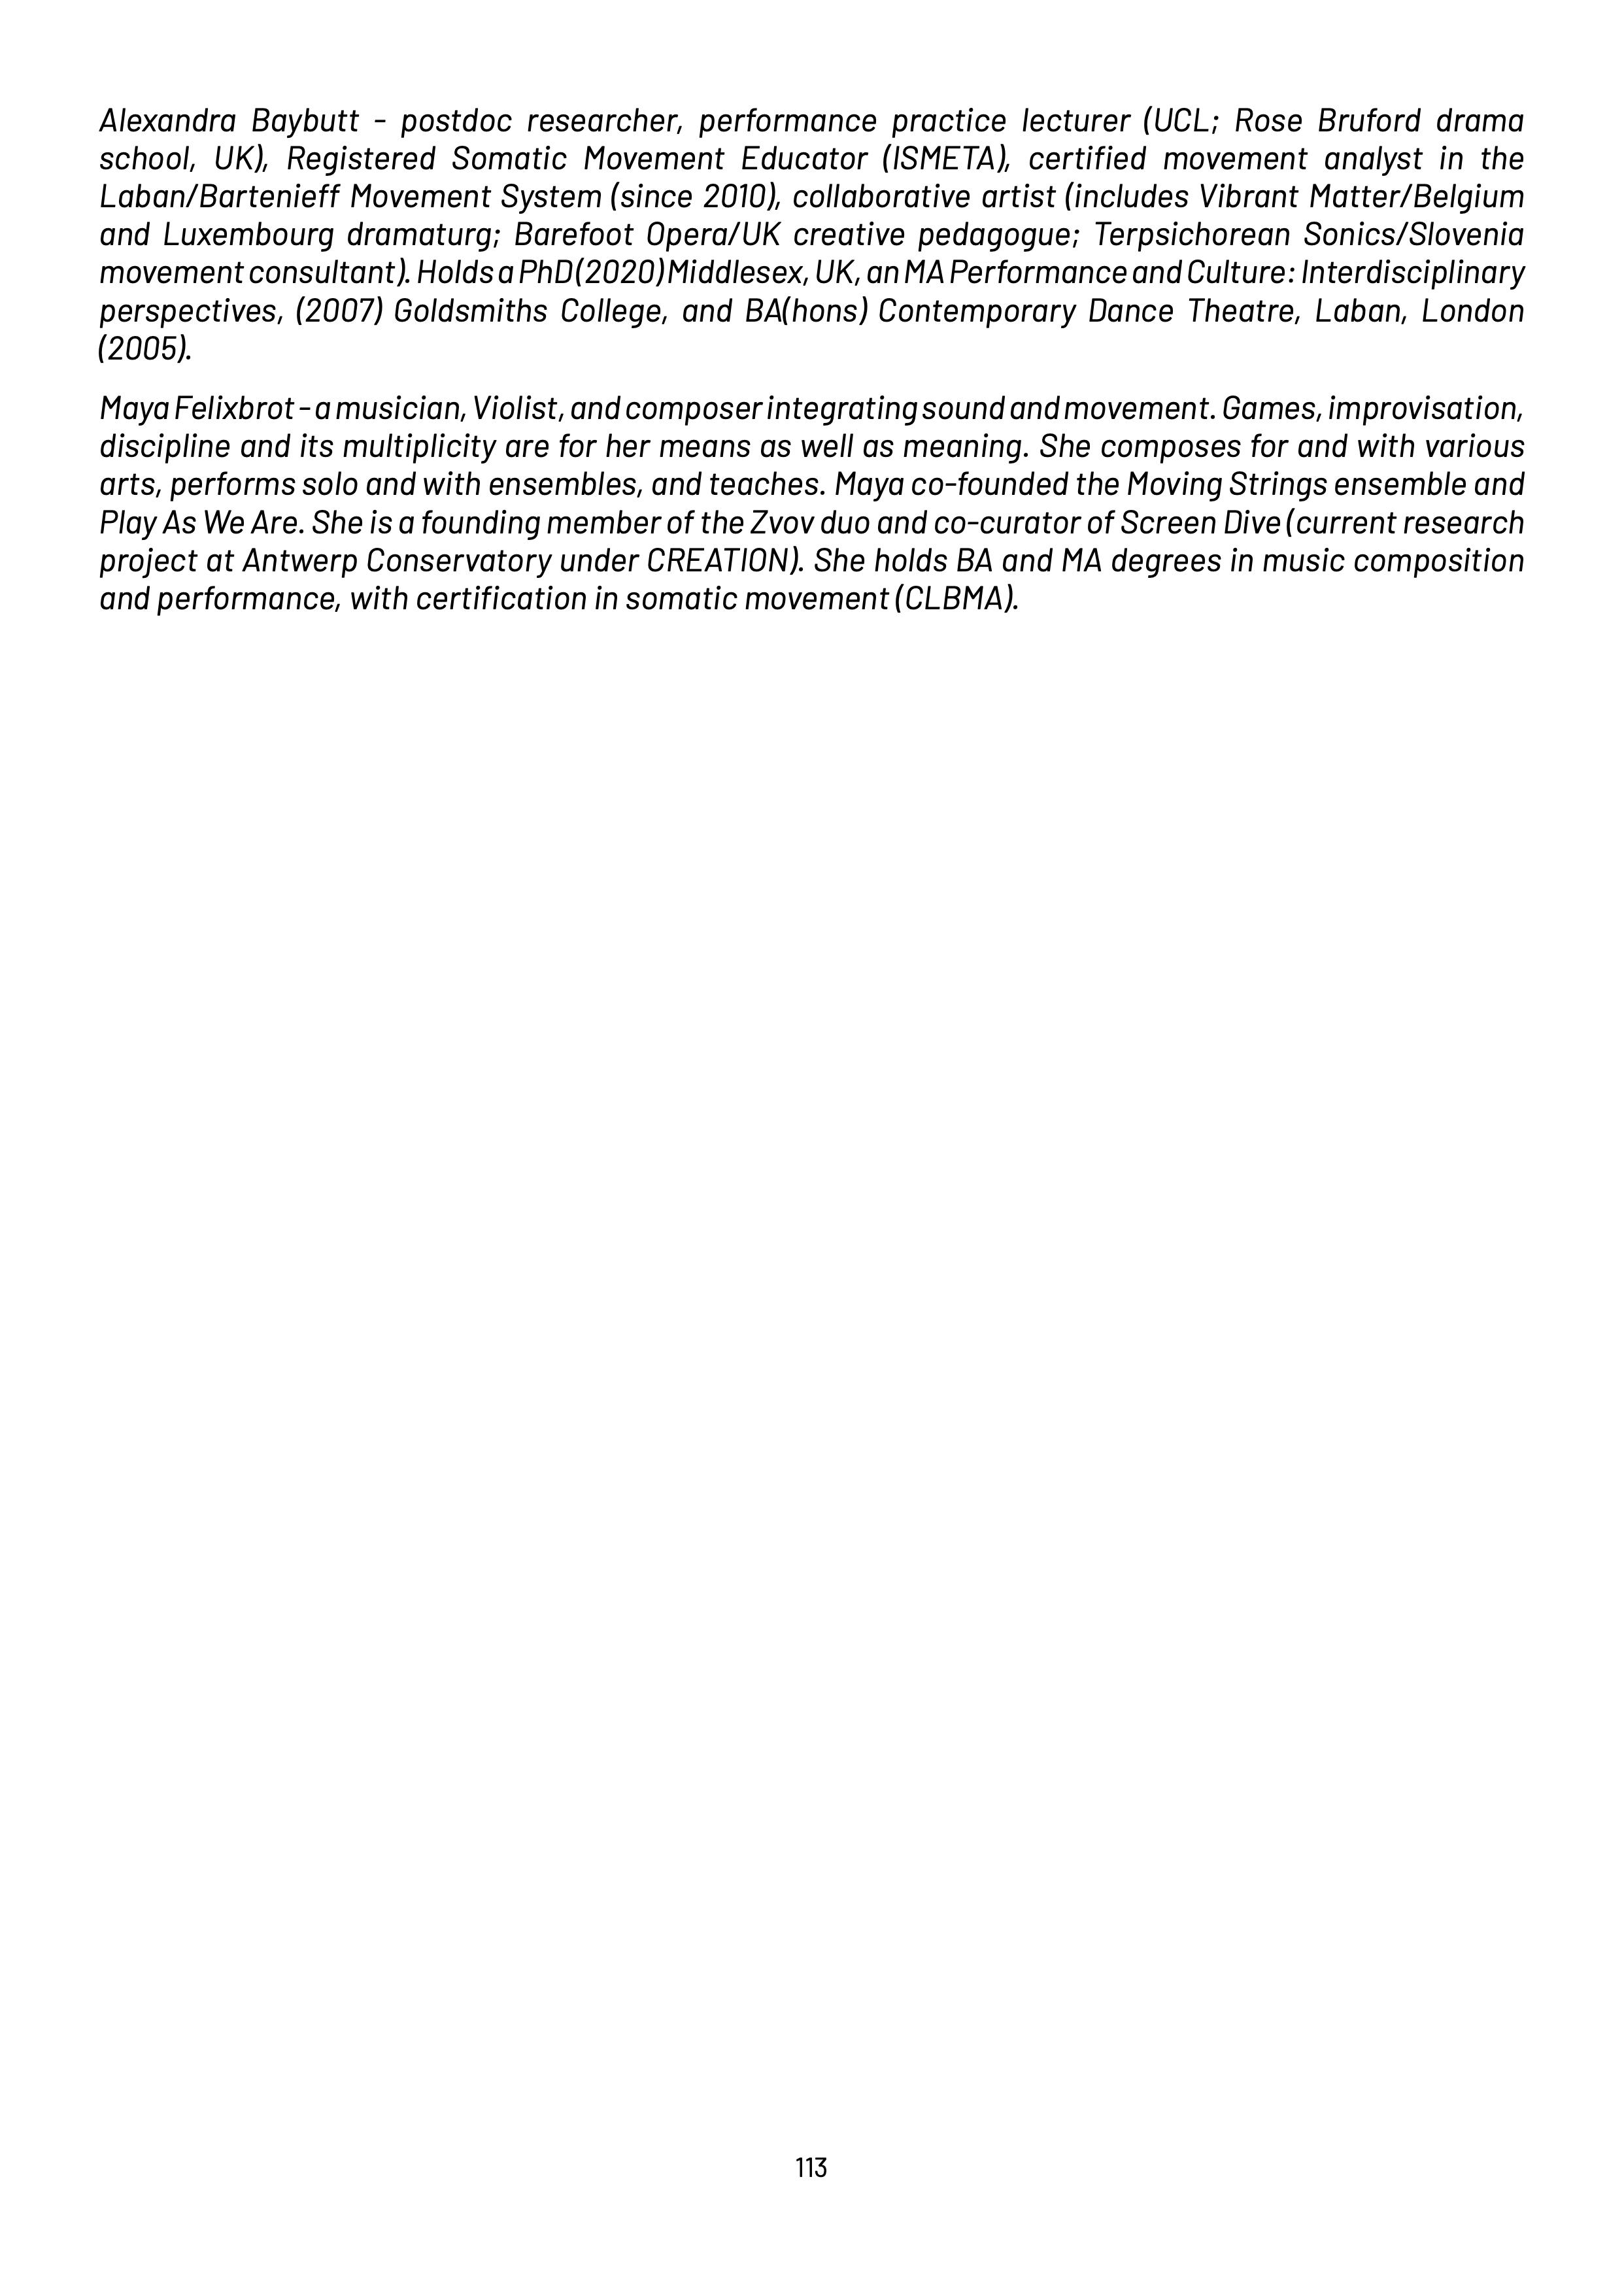 Alexandra Baybutt - postdoc researcher, performance practice lecturer (UCL; Rose Bruford drama
school, UK), Registered Somatic Movement Educator (ISMETA), certified movement analyst in the
Laban/Bartenieff Movement System (since 2010), collaborative artist (includes Vibrant Matter/Belgium
and Luxembourg dramaturg; Barefoot Opera/UK creative pedagogue; Terpsichorean Sonics/Slovenia
movement consultant). Holds a PhD (2020) Middlesex, UK, an MA Performance and Culture: Interdisciplinary
perspectives, (2007) Goldsmiths College, and BA(hons) Contemporary Dance Theatre, Laban, London
(2005).
Maya Felixbrot - a musician, Violist, and composer integrating sound and movement. Games, improvisation,
discipline and its multiplicity are for her means as well as meaning. She composes for and with various
arts, performs solo and with ensembles, and teaches. Maya co-founded the Moving Strings ensemble and
Play As We Are. She is a founding member of the Zvov duo and co-curator of Screen Dive (current research
project at Antwerp Conservatory under CREATION). She holds BA and MA degrees in music composition
and performance, with certification in somatic movement (CLBMA).
113